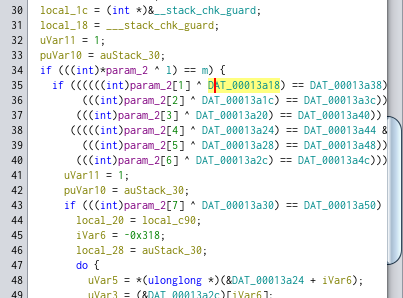 30 local_1c = (int *)&__stack_chk_guard;
31 local_18 = ___stack_chk_guard;
32 uVar11 = 1;
33 puVar10 = auStack_30;
34 if (((int)*param_2 ^ l) == m) {
35 if ((((((int)param_2[1] ^ DAT_00013a18) == DAT_00013a38)
36 (((int)param_2[2] ^ DAT_00013a1c) == DAT_00013a3c))
37 (((int)param_2[3] ^ DAT_00013a20) == DAT_00013a40))
38 ((((int)param_2[4] ^ DAT_00013a24) == DAT_00013a44 &
39 (((int)param_2[5] ^ DAT_00013a28) == DAT_00013a48))
40 (((int)param_2[6] ^ DAT_00013a2c) == DAT_00013a4c)))
41 uVar11 = 1;
42 puVar10 = auStack_30;
43 if (((int)param_2[7] ^ DAT_00013a30) == DAT_00013a50)
44 local_20 = local_c90;
45 iVar6 = -0x318;
46 local_28 = auStack_30;
47 do {
48 uVar5 = *(ulonglong *)(&DAT_00013a24 + iVar6);
49 uVar3 = (&DAT_00013a2c)[iVar6];